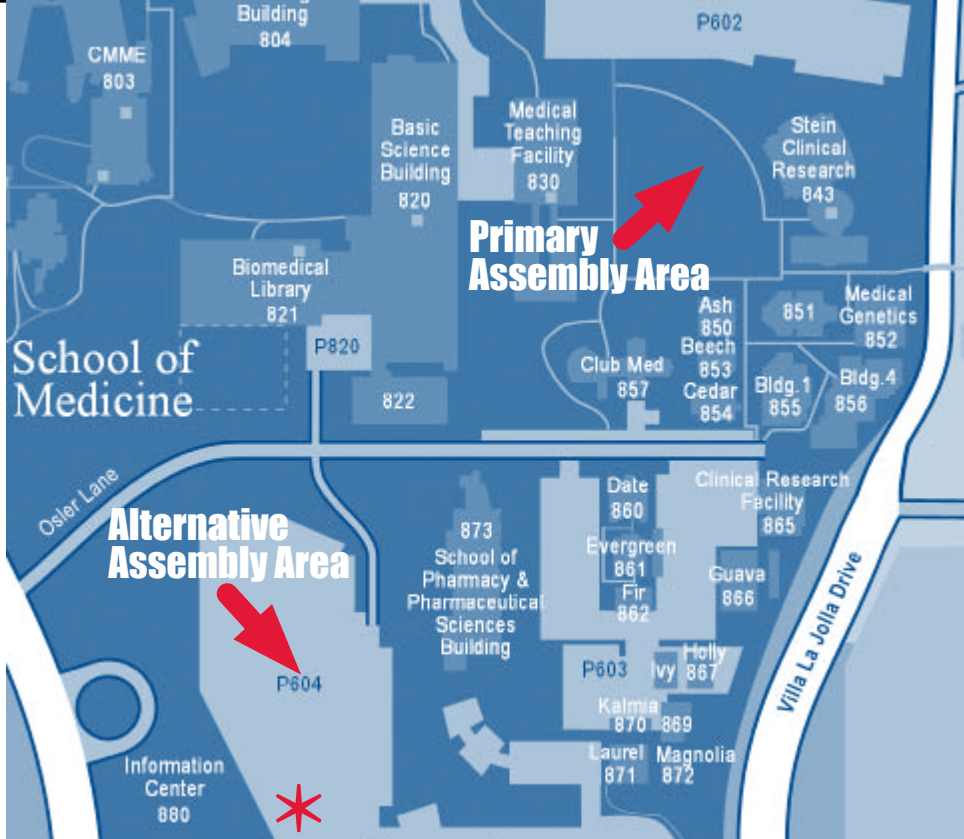 Building
804
P602
CMME
803
Basic
Science
Building
820
Medical
Teaching
Facility
830
Stein
Clinical
Research
843
Primary
Assembly Area
Biomedical
Library
821
P820
822
School of
Medicine
Club Med
857
Ash
850
Beech
853
Cedar
854
851
Medical
Genetics
852
Bldg.1
855
Bldg.4
856
Osler Lane
Alternative
Assembly Area
P604
873
School of
Pharmacy &
Pharmaceutical
Sciences
Building
Date
860
Evergreen
861
Fir
862
Clinical Research
Facility
865
Guava
866
Villa La Jolla Drive
P603
Ivy
Holly
867
Kalmia
870
869
Laurel
871
Magnolia
872
Information
Center
880